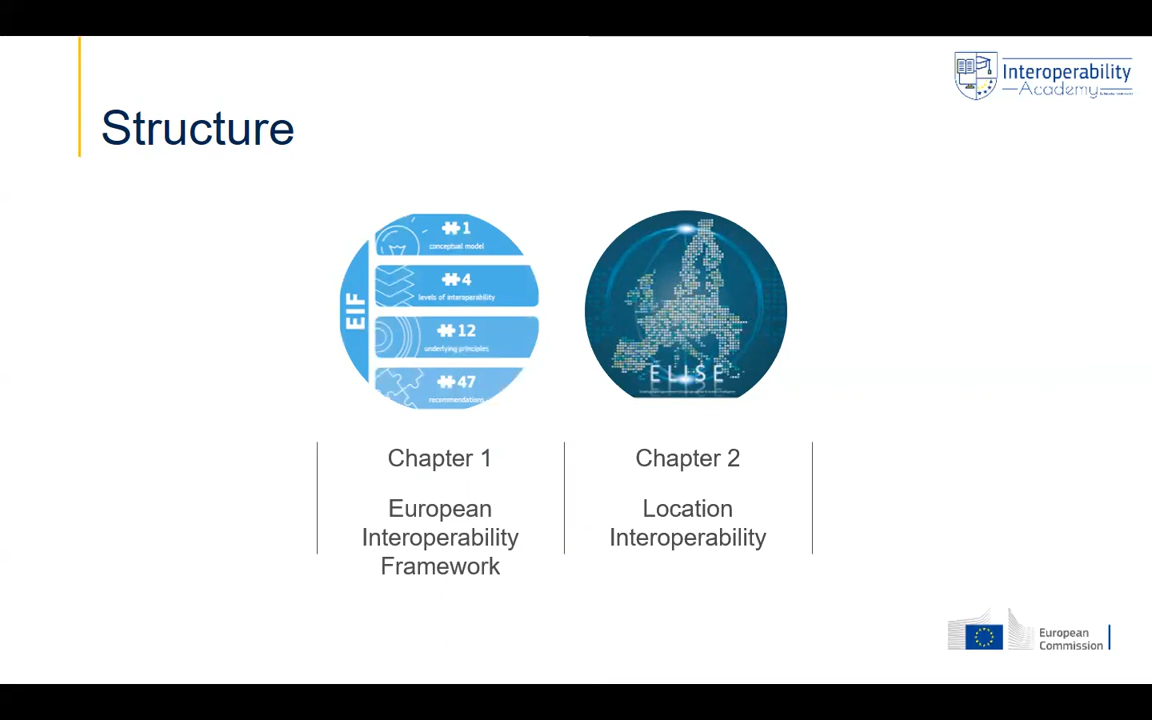 Interoperability
Academy
Structure
EIF
1
conceptual model
4
levels of interoperability
12
underlying principles
47
recommendations
ELISE
Chapter 1
European
Interoperability
Framework
Chapter 2
Location
Interoperability
European
Commission